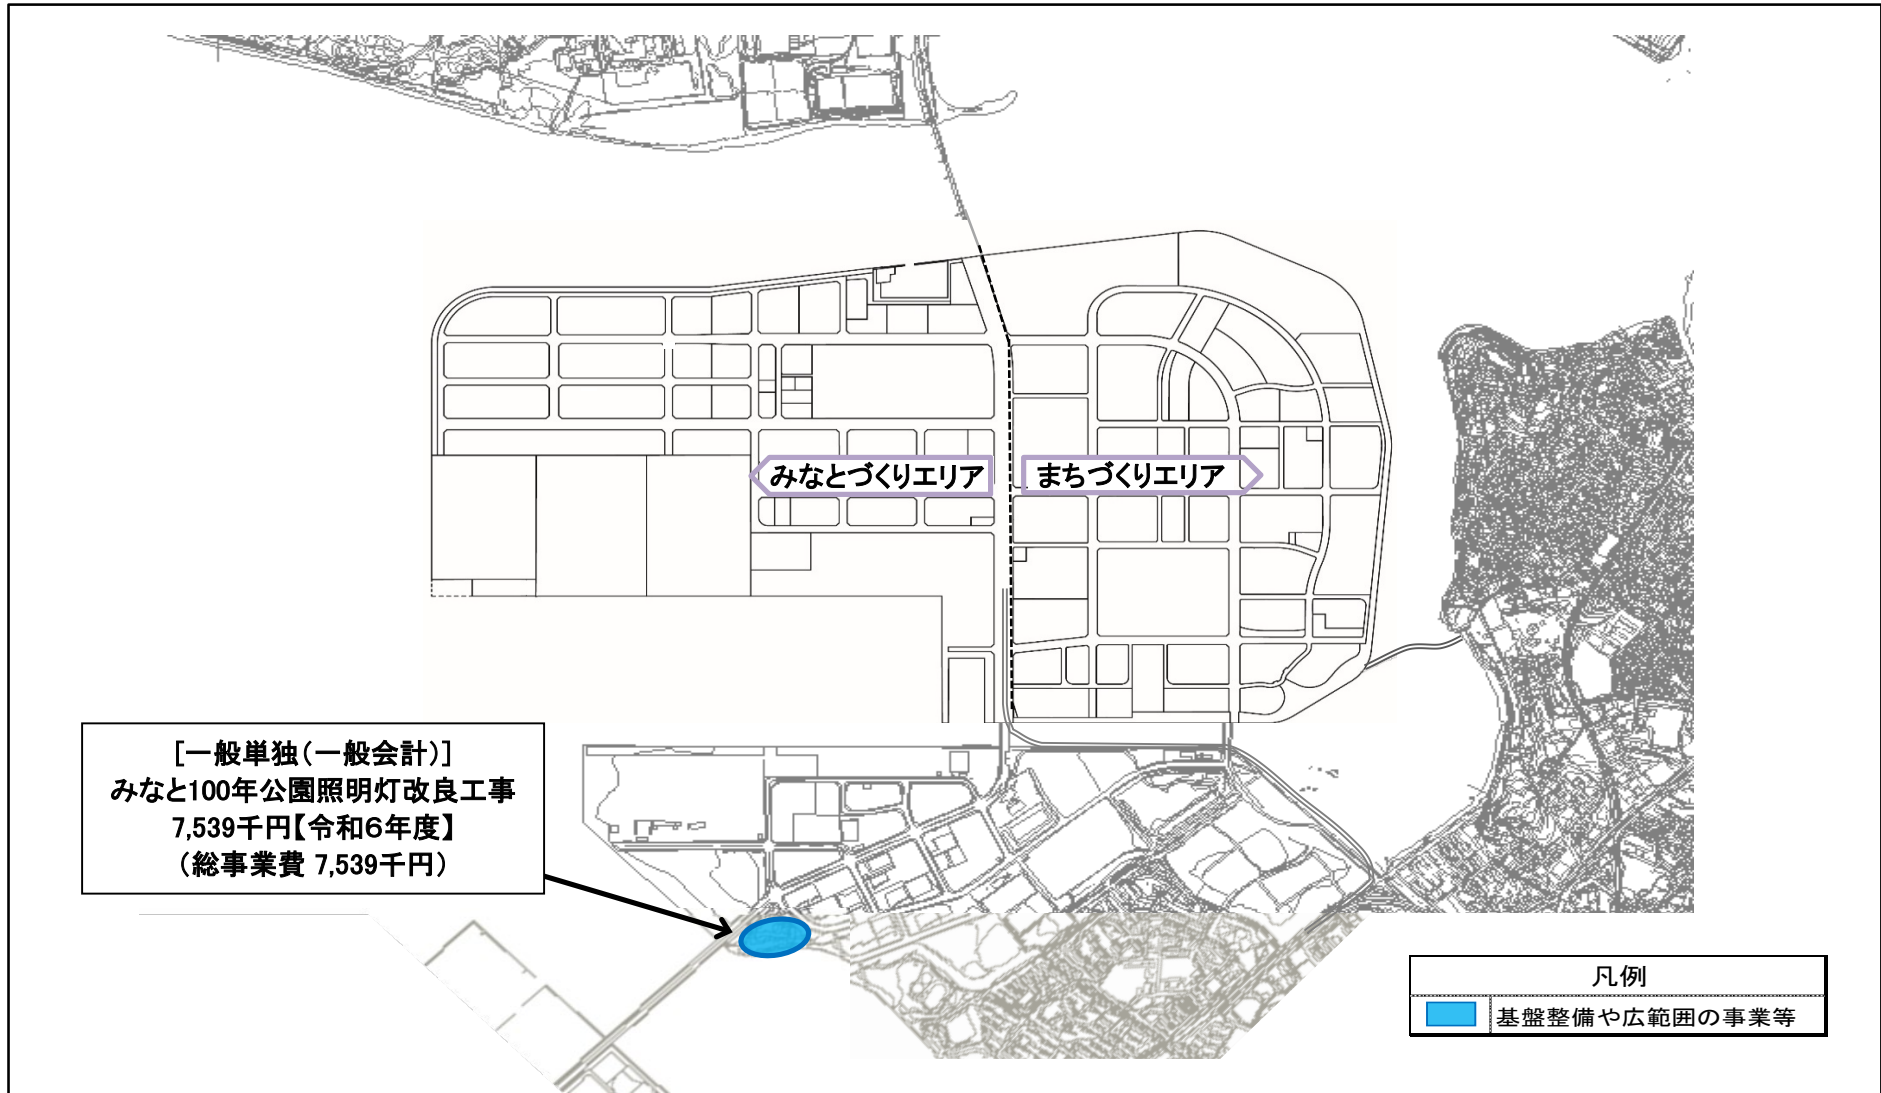 みなとづくりエリア
まちづくりエリア
[一般単独(一般会計)]
みなと100年公園照明灯改良工事
7,539千円【令和6年度】
(総事業費 7,539千円)
凡例
基盤整備や広範囲の事業等